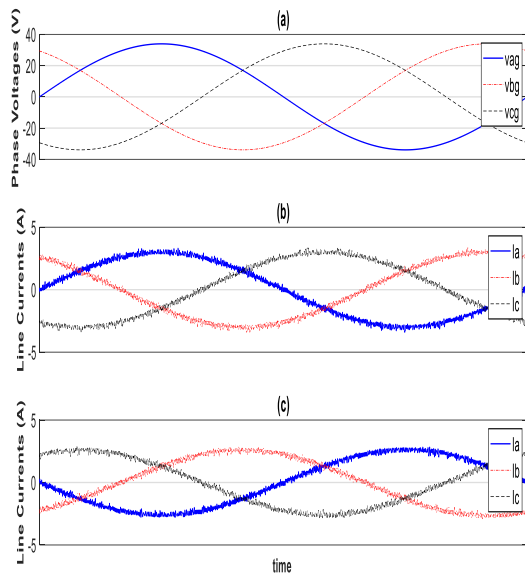 (a)
Phase Voltages (V)
40
20
0
-20
-40
vag
vbg
vcg
(b)
Line Currents (A)
5
0
-5
Ia
Ib
Ic
(c)
Line Currents (A)
5
0
-5
Ia
Ib
Ic
time